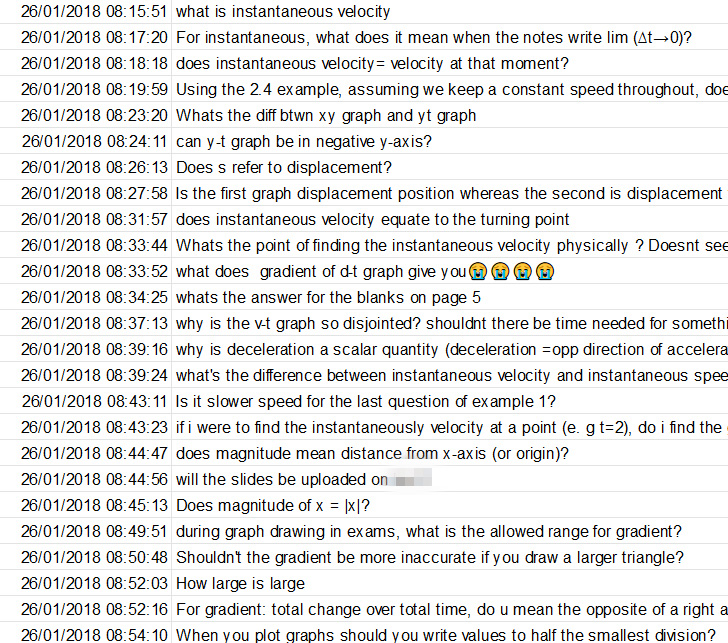 26/01/2018 08:15:51 what is instantaneous velocity
26/01/2018 08:17:20 For instantaneous, what does it mean when the notes write lim (Δt→0)?
26/01/2018 08:18:18 does instantaneous velocity= velocity at that moment?
26/01/2018 08:19:59 Using the 2.4 example, assuming we keep a constant speed throughout, doe
26/01/2018 08:23:20 Whats the diff btwn xy graph and yt graph
26/01/2018 08:24:11 can y-t graph be in negative y-axis?
26/01/2018 08:26:13 Does s refer to displacement?
26/01/2018 08:27:58 Is the first graph displacement position whereas the second is displacement
26/01/2018 08:31:57 does instantaneous velocity equate to the turning point
26/01/2018 08:33:44 Whats the point of finding the instantaneous velocity physically ? Doesnt see
26/01/2018 08:33:52 what does gradient of d-t graph give you😭😭😭😭
26/01/2018 08:34:25 whats the answer for the blanks on page 5
26/01/2018 08:37:13 why is the v-t graph so disjointed? shouldnt there be time needed for somethi
26/01/2018 08:39:16 why is deceleration a scalar quantity (deceleration =opp direction of accelera
26/01/2018 08:39:24 what's the difference between instantaneous velocity and instantaneous spee
26/01/2018 08:43:11 Is it slower speed for the last question of example 1?
26/01/2018 08:43:23 if i were to find the instantaneously velocity at a point (e. g t=2), do i find the
26/01/2018 08:44:47 does magnitude mean distance from x-axis (or origin)?
26/01/2018 08:44:56 will the slides be uploaded on
26/01/2018 08:45:13 Does magnitude of x = |x|?
26/01/2018 08:49:51 during graph drawing in exams, what is the allowed range for gradient?
26/01/2018 08:50:48 Shouldn't the gradient be more inaccurate if you draw a larger triangle?
26/01/2018 08:52:03 How large is large
26/01/2018 08:52:16 For gradient: total change over total time, do u mean the opposite of a right a
26/01/2018 08:54:10 When you plot graphs should you write values to half the smallest division?